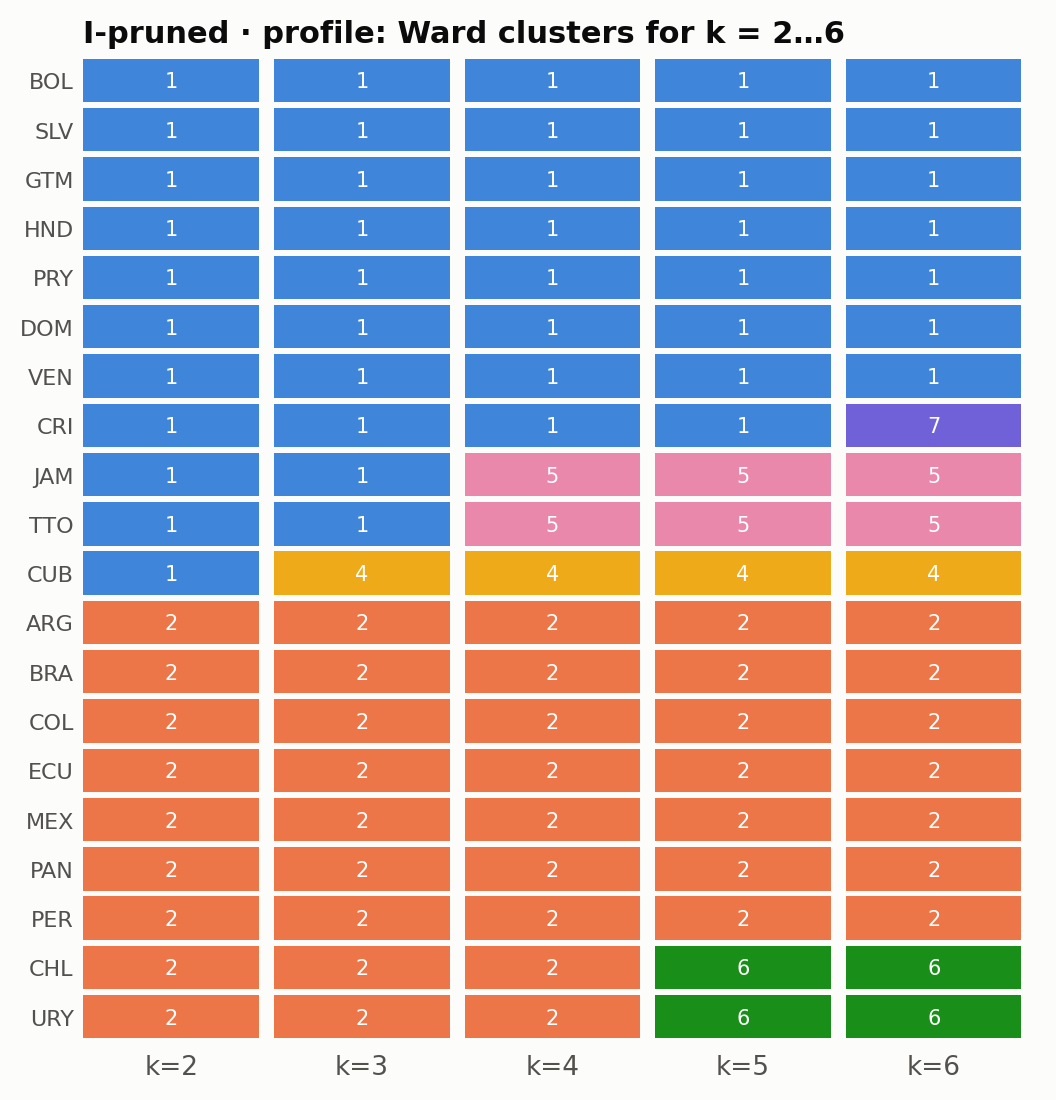 I-pruned · profile: Ward clusters for k = 2…6
BOL 1 1 1 1 1
SLV 1 1 1 1 1
GTM 1 1 1 1 1
HND 1 1 1 1 1
PRY 1 1 1 1 1
DOM 1 1 1 1 1
VEN 1 1 1 1 1
CRI 1 1 1 1 7
JAM 1 1 5 5 5
TTO 1 1 5 5 5
CUB 1 4 4 4 4
ARG 2 2 2 2 2
BRA 2 2 2 2 2
COL 2 2 2 2 2
ECU 2 2 2 2 2
MEX 2 2 2 2 2
PAN 2 2 2 2 2
PER 2 2 2 2 2
CHL 2 2 2 6 6
URY 2 2 2 6 6
k=2 k=3 k=4 k=5 k=6